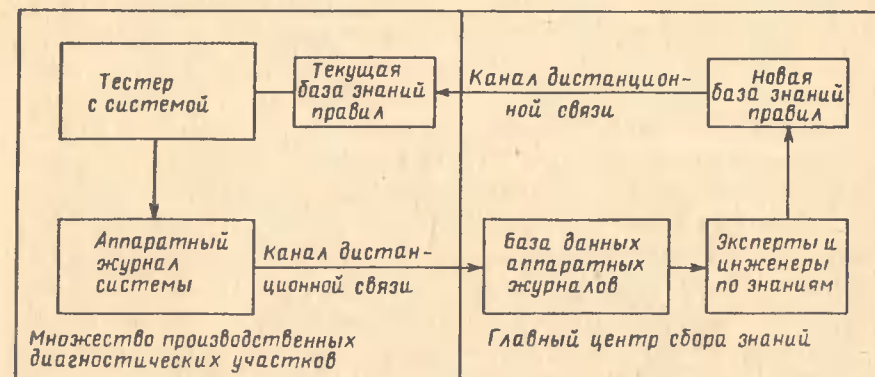 Тестер
с системой
Текущая
база знаний
правил
Канал дистанцион-
ной связи
Новая
база знаний
правил
Аппаратный
журнал
системы
Канал дистан-
ционной связи
База данных
аппаратных
журналов
Эксперты и
инженеры
по знаниям
Множество производственных
диагностических участков
Главный центр сбора знаний